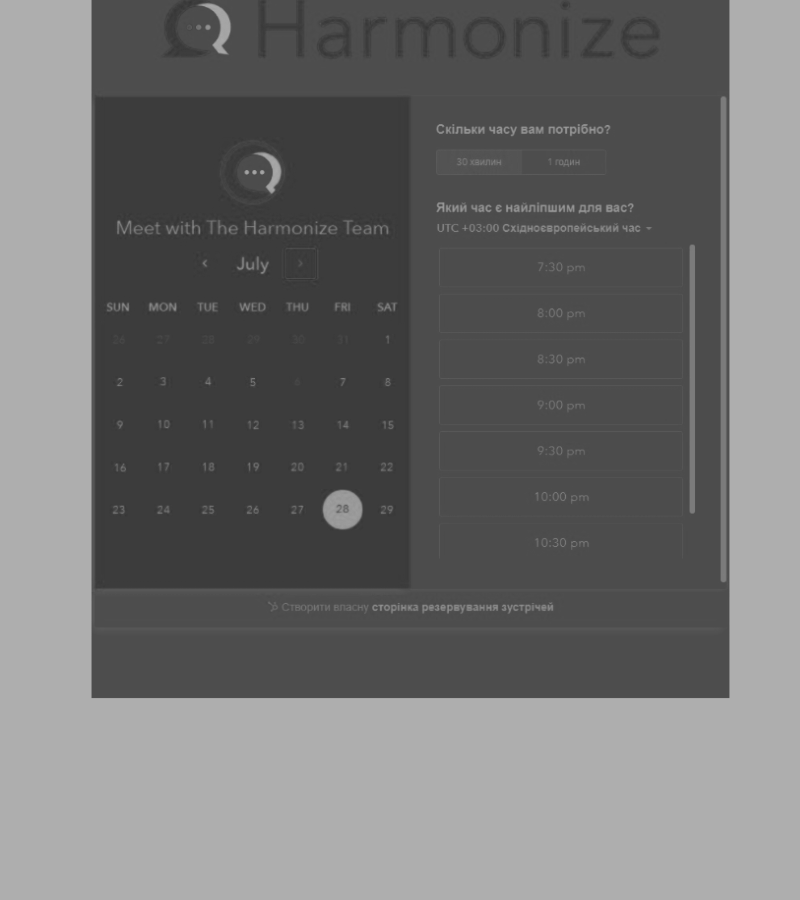 Harmonize
Meet with The Harmonize Team
July
SUN MON TUE WED THU FRI SAT
26 27 28 29 30 31 1
2 3 4 5 6 7 8
9 10 11 12 13 14 15
16 17 18 19 20 21 22
23 24 25 26 27 28 29
Скільки часу вам потрібно?
30 хвилин 1 годин
Який час є найліпшим для вас?
UTC +03:00 Східноєвропейський час
7:30 pm
8:00 pm
8:30 pm
9:00 pm
9:30 pm
10:00 pm
10:30 pm
Створити власну сторінка резервування зустрічей